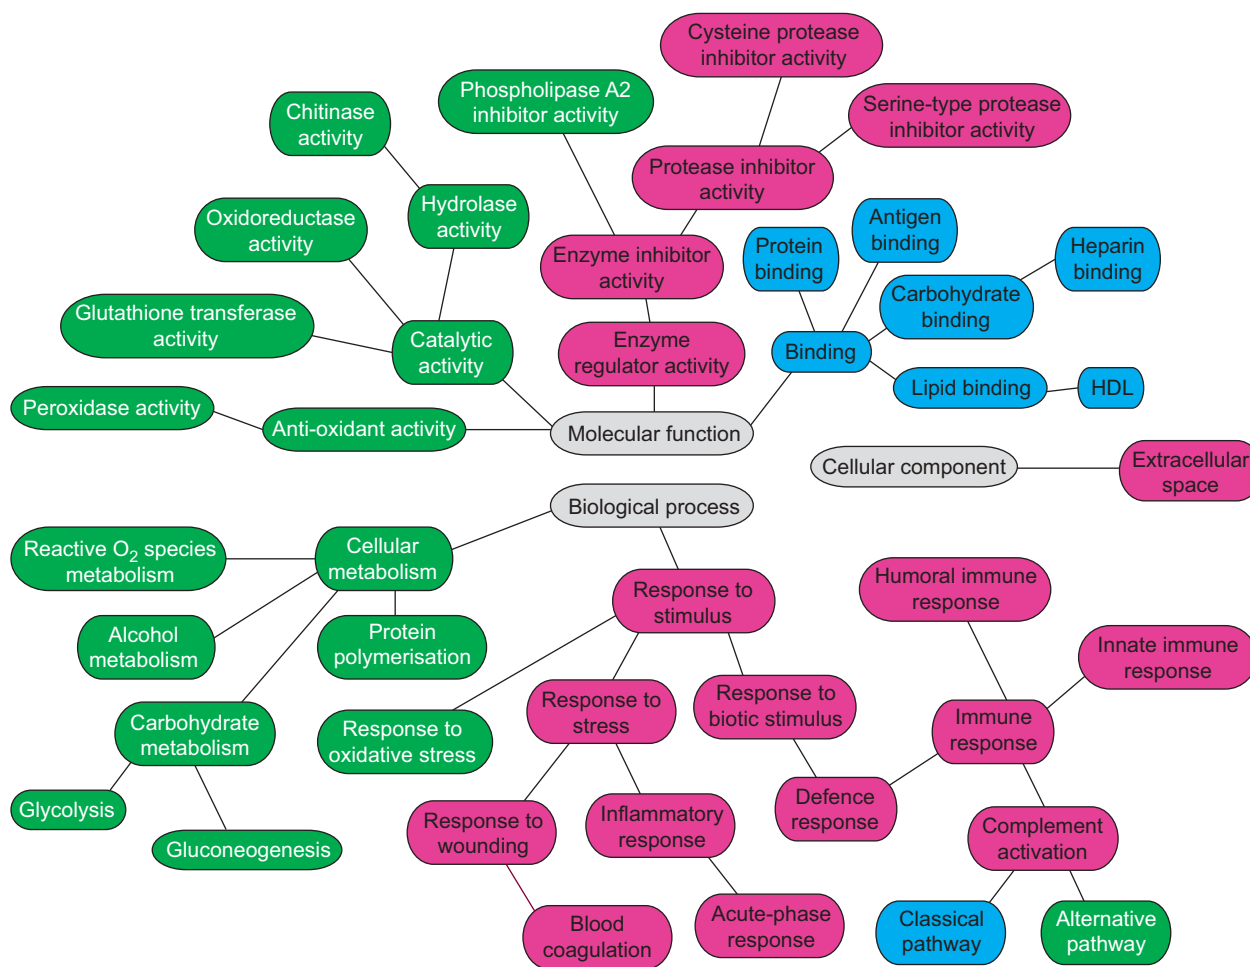 Cysteine protease
inhibitor activity
Phospholipase A2
inhibitor activity
Serine-type protease
inhibitor activity
Chitinase
activity
Protease inhibitor
activity
Hydrolase
activity
Oxidoreductase
activity
Antigen
binding
Protein
binding
Heparin
binding
Enzyme inhibitor
activity
Carbohydrate
binding
Glutathione transferase
activity
Catalytic
activity
Enzyme
regulator activity
Binding
Lipid binding
HDL
Peroxidase activity
Anti-oxidant activity
Molecular function
Cellular component
Extracellular
space
Biological process
Reactive O2 species
metabolism
Cellular
metabolism
Response to
stimulus
Humoral immune
response
Alcohol
metabolism
Protein
polymerisation
Innate immune
response
Carbohydrate
metabolism
Response to
oxidative stress
Response to
stress
Response to
biotic stimulus
Immune
response
Glycolysis
Gluconeogenesis
Response to
wounding
Inflammatory
response
Defence
response
Complement
activation
Blood
coagulation
Acute-phase
response
Classical
pathway
Alternative
pathway